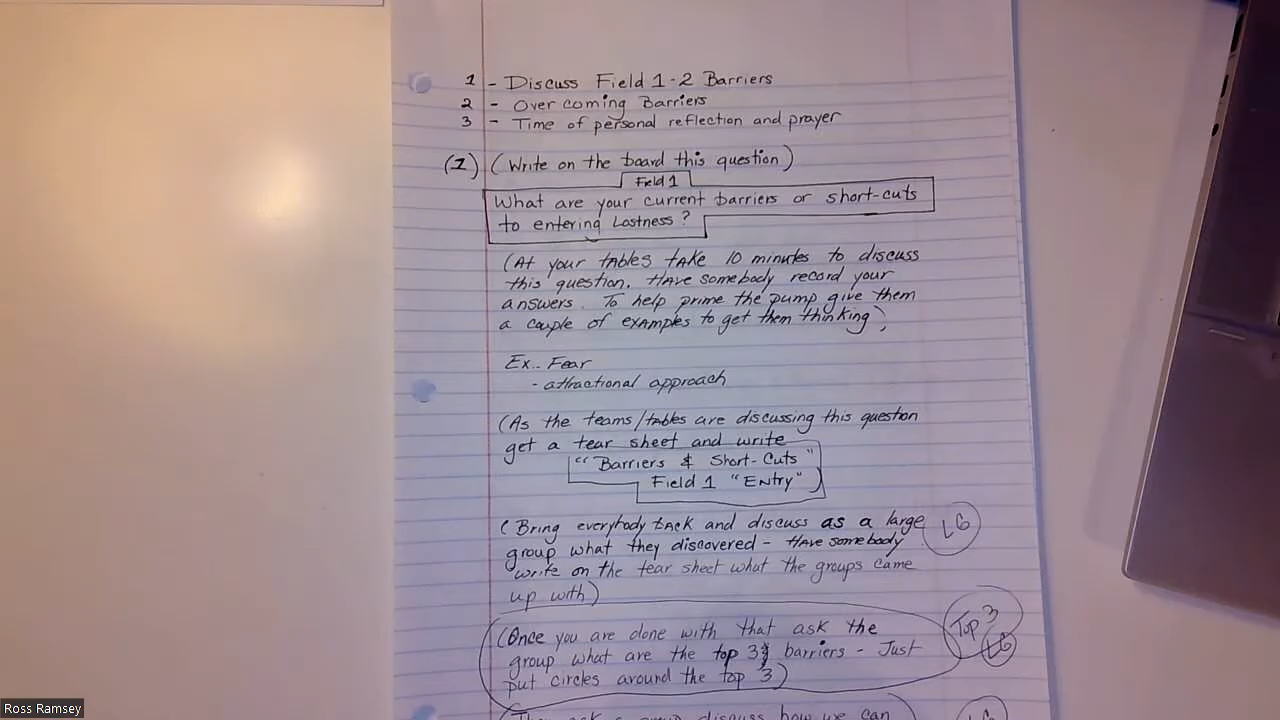 1 - Discuss Field 1-2 Barriers
2 - Over coming Barriers
3 - Time of personal reflection and prayer
(1) (Write on the board this question)
Field 1
What are your current barriers or short-cuts
to entering Lostness?
(At your tables take 10 minutes to discuss
this question. Have somebody record your
answers. To help prime the pump give them
a couple of examples to get them thinking)
Ex.. Fear
- attractional approach
(As the teams/tables are discussing this question
get a tear sheet and write
"Barriers & Short-Cuts"
Field 1 "Entry")
(Bring everybody back and discuss as a large
group what they discovered - Have somebody
write on the tear sheet what the groups came
up with)
LG
(Once you are done with that ask the
group what are the top 3 barriers - Just
put circles around the top 3)
Top 3
LG
discuss how we can
Ross Ramsey